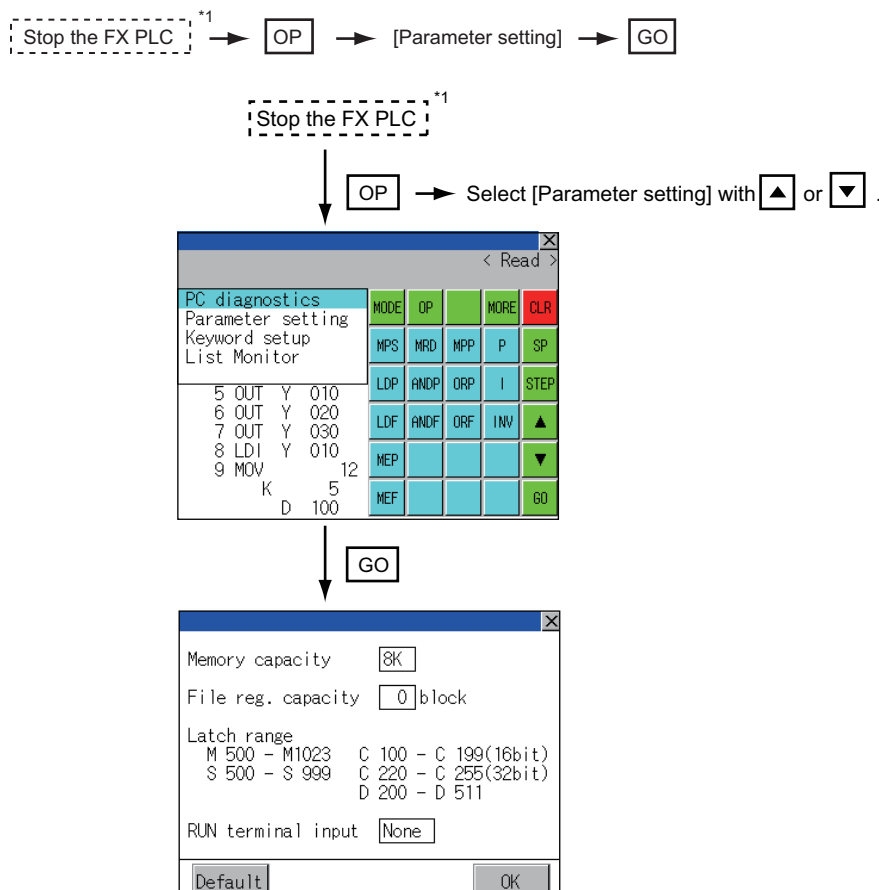 Stop the FX PLC *1 OP [Parameter setting] GO
Stop the FX PLC *1
OP Select [Parameter setting] with ▲ or ▼ .
< Read >
PC diagnostics
Parameter setting
Keyword setup
List Monitor
5 OUT Y 010
6 OUT Y 020
7 OUT Y 030
8 LDI Y 010
9 MOV 12
K 5
D 100
MODE OP MORE CLR
MPS MRD MPP P SP
LDP ANDP ORP I STEP
LDF ANDF ORF INV ▲
MEP ▼
MEF GO
GO
Memory capacity 8K
File reg. capacity 0 block
Latch range
M 500 - M1023 C 100 - C 199(16bit)
S 500 - S 999 C 220 - C 255(32bit)
D 200 - D 511
RUN terminal input None
Default OK